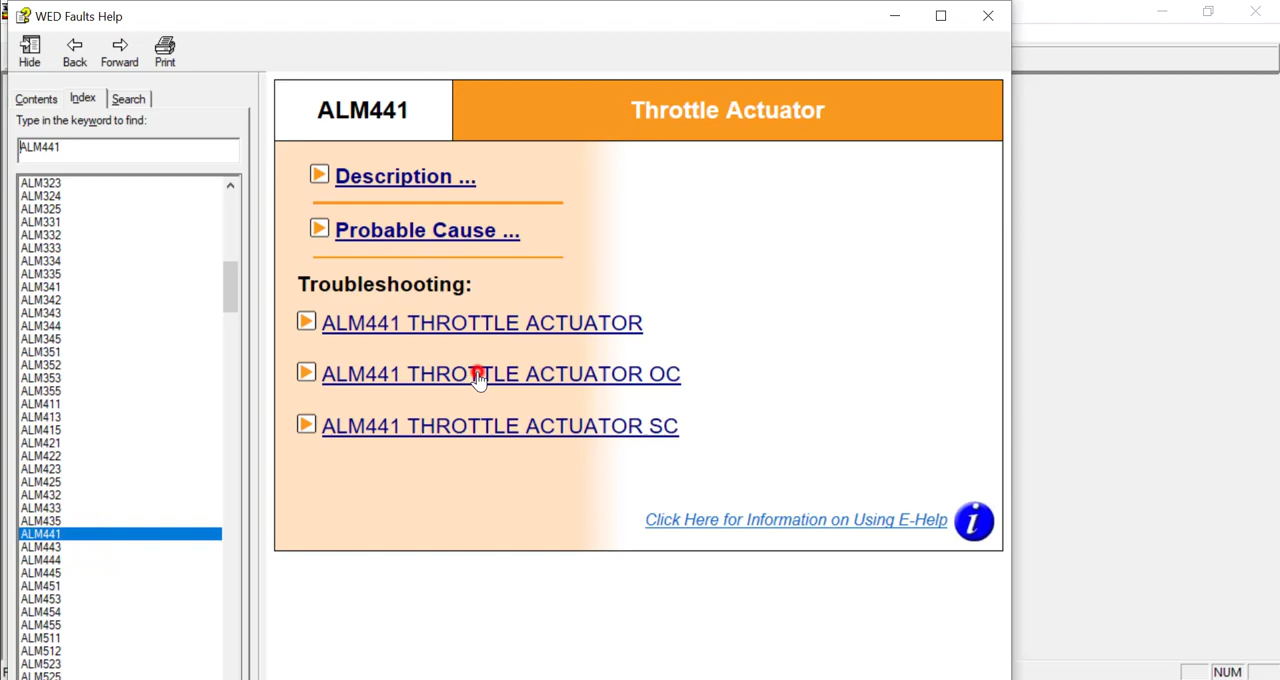 WED Faults Help
Hide Back Forward Print
Contents Index Search
Type in the keyword to find:
ALM441
ALM323
ALM324
ALM325
ALM331
ALM332
ALM333
ALM334
ALM335
ALM341
ALM342
ALM343
ALM344
ALM345
ALM351
ALM352
ALM353
ALM355
ALM411
ALM413
ALM415
ALM421
ALM422
ALM423
ALM425
ALM432
ALM433
ALM435
ALM441
ALM443
ALM444
ALM445
ALM451
ALM453
ALM454
ALM455
ALM511
ALM512
ALM523
ALM525
ALM441 Throttle Actuator
Description ...
Probable Cause ...
Troubleshooting:
ALM441 THROTTLE ACTUATOR
ALM441 THROTTLE ACTUATOR OC
ALM441 THROTTLE ACTUATOR SC
Click Here for Information on Using E-Help
i
NUM